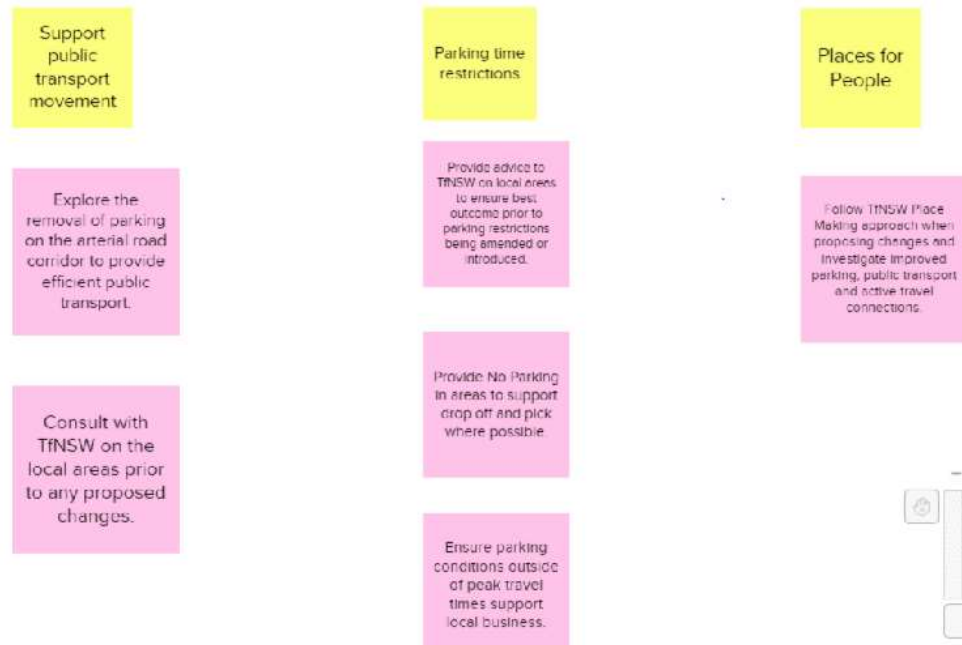 Support
public
transport
movement
Explore the
removal of parking
on the arterial road
corridor to provide
efficient public
transport.
Consult with
TfNSW on the
local areas prior
to any proposed
changes.
Parking time
restrictions
Provide advice to
TfNSW on local areas
to ensure best
outcome prior to
parking restrictions
being amended or
introduced.
Provide No Parking
in areas to support
drop off and pick
where possible.
Ensure parking
conditions outside
of peak travel
times support
local business.
Places for
People
Follow TfNSW Place
Making approach when
proposing changes and
investigate improved
parking, public transport
and active travel
connections.